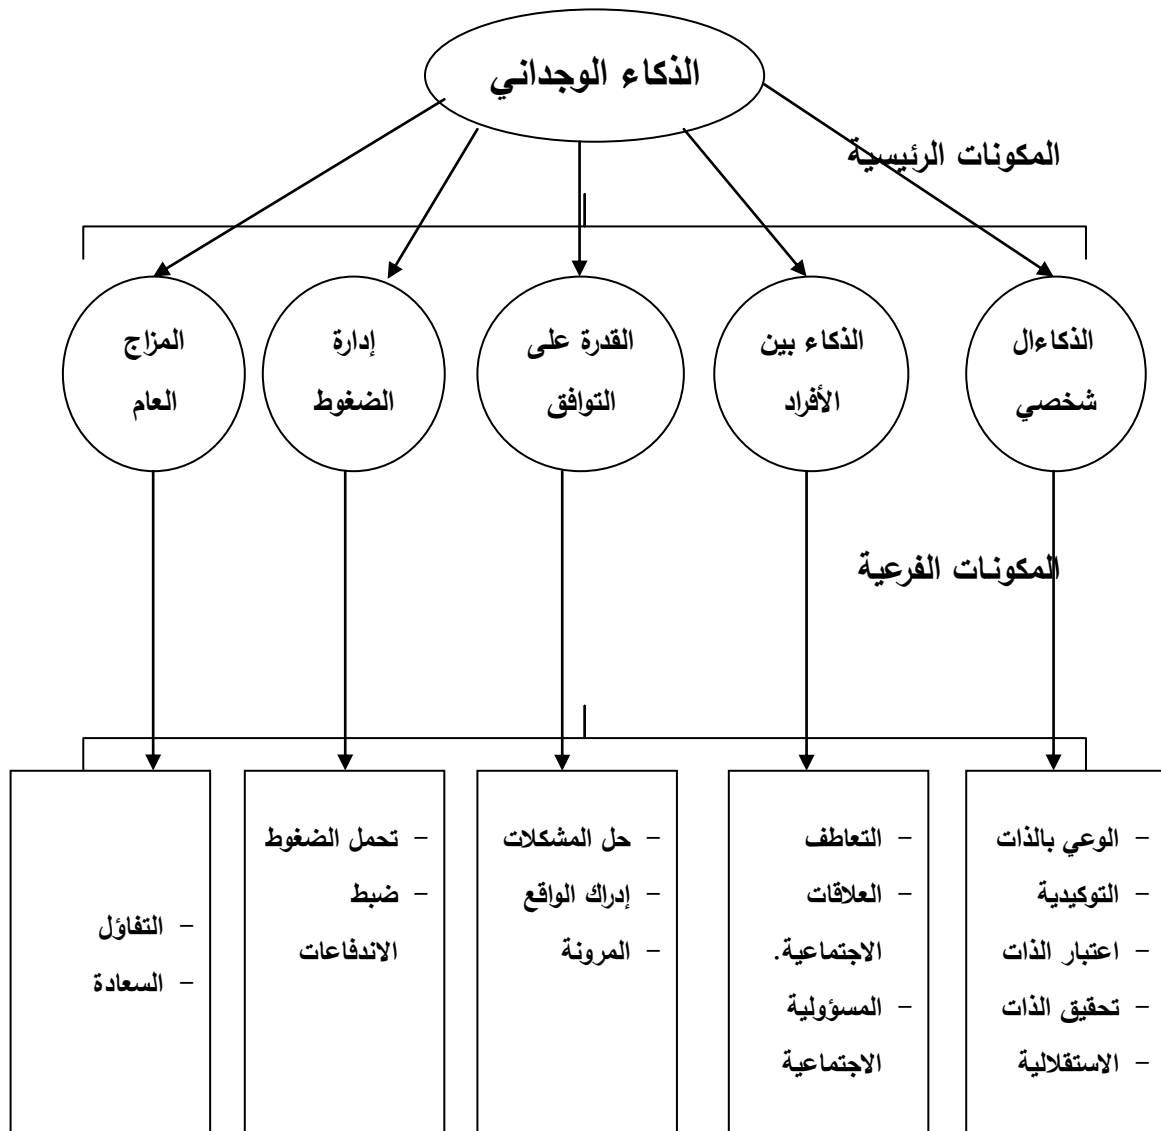 الذكاء الوجداني
المكونات الرئيسية
الذكاءال
شخصي
الذكاء بين
الأفراد
القدرة على
التوافق
إدارة
الضغوط
المزاج
العام
المكونات الفرعية
- الوعي بالذات
- التوكيدية
- اعتبار الذات
- تحقيق الذات
- الاستقلالية
- التعاطف
- العلاقات
الاجتماعية.
- المسؤولية
الاجتماعية
- حل المشكلات
- إدراك الواقع
- المرونة
- تحمل الضغوط
- ضبط
الاندفاعات
- التفاؤل
- السعادة